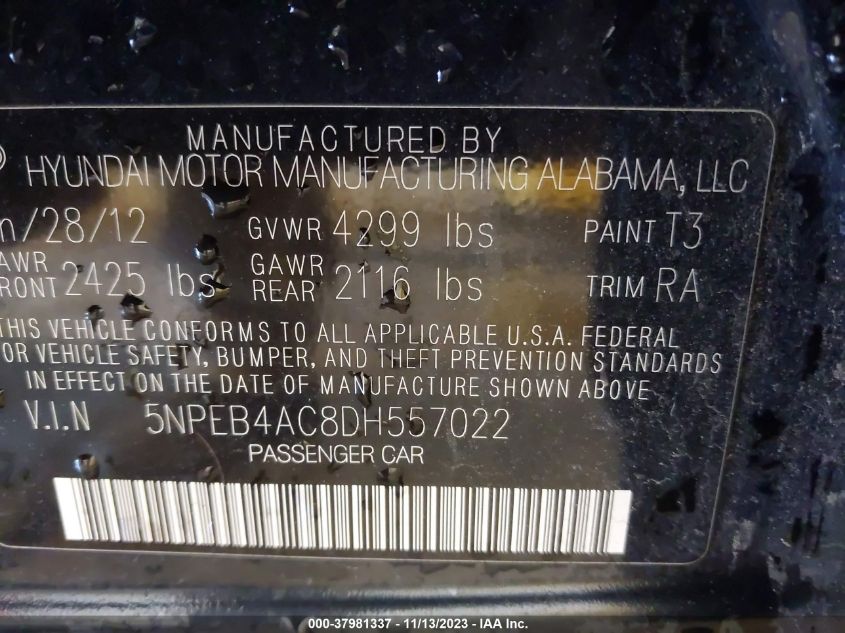 MANUFACTURED BY
HYUNDAI MOTOR MANUFACTURING ALABAMA, LLC
/28/12 GVWR 4299 lbs PAINT T3
AWR FRONT 2425 lbs GAWR REAR 2116 lbs TRIM RA
THIS VEHICLE CONFORMS TO ALL APPLICABLE U.S.A. FEDERAL
OR VEHICLE SAFETY, BUMPER, AND THEFT PREVENTION STANDARDS
IN EFFECT ON THE DATE OF MANUFACTURE SHOWN ABOVE
V.I.N 5NPEB4AC8DH557022
PASSENGER CAR
000-37981337 - 11/13/2023 - IAA Inc.